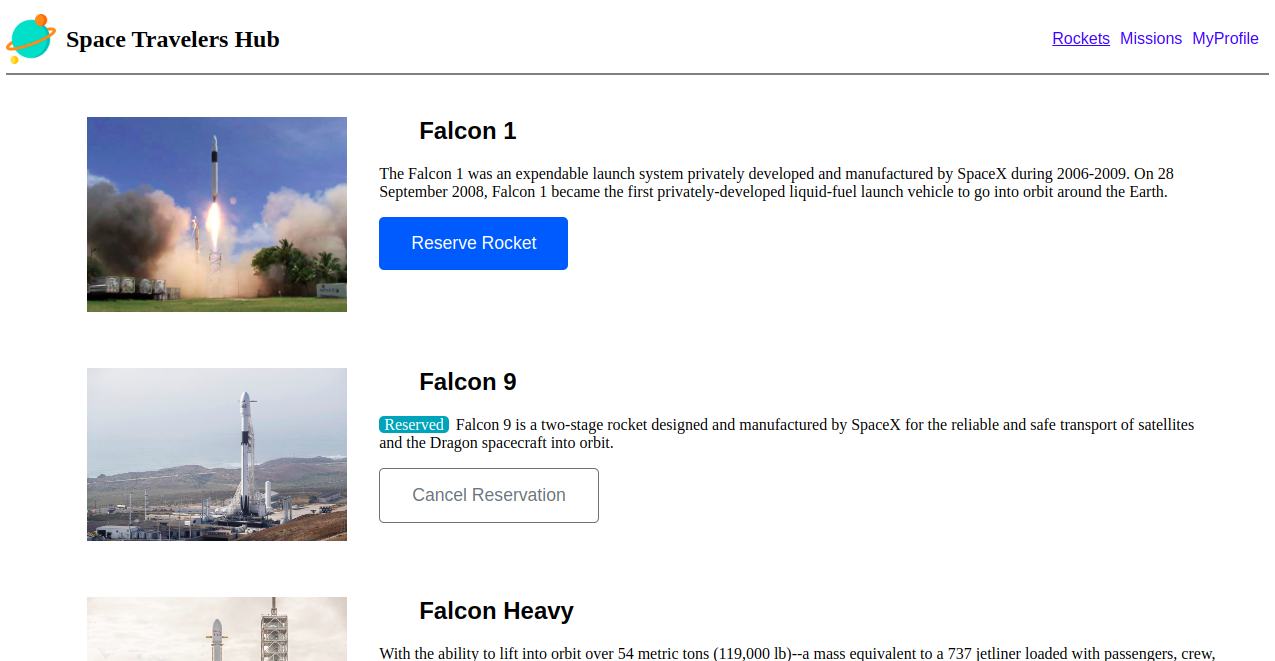 Space Travelers Hub
Rockets Missions MyProfile
Falcon 1
The Falcon 1 was an expendable launch system privately developed and manufactured by SpaceX during 2006-2009. On 28
September 2008, Falcon 1 became the first privately-developed liquid-fuel launch vehicle to go into orbit around the Earth.
Reserve Rocket
Falcon 9
Reserved Falcon 9 is a two-stage rocket designed and manufactured by SpaceX for the reliable and safe transport of satellites
and the Dragon spacecraft into orbit.
Cancel Reservation
Falcon Heavy
With the ability to lift into orbit over 54 metric tons (119,000 lb)--a mass equivalent to a 737 jetliner loaded with passengers, crew,